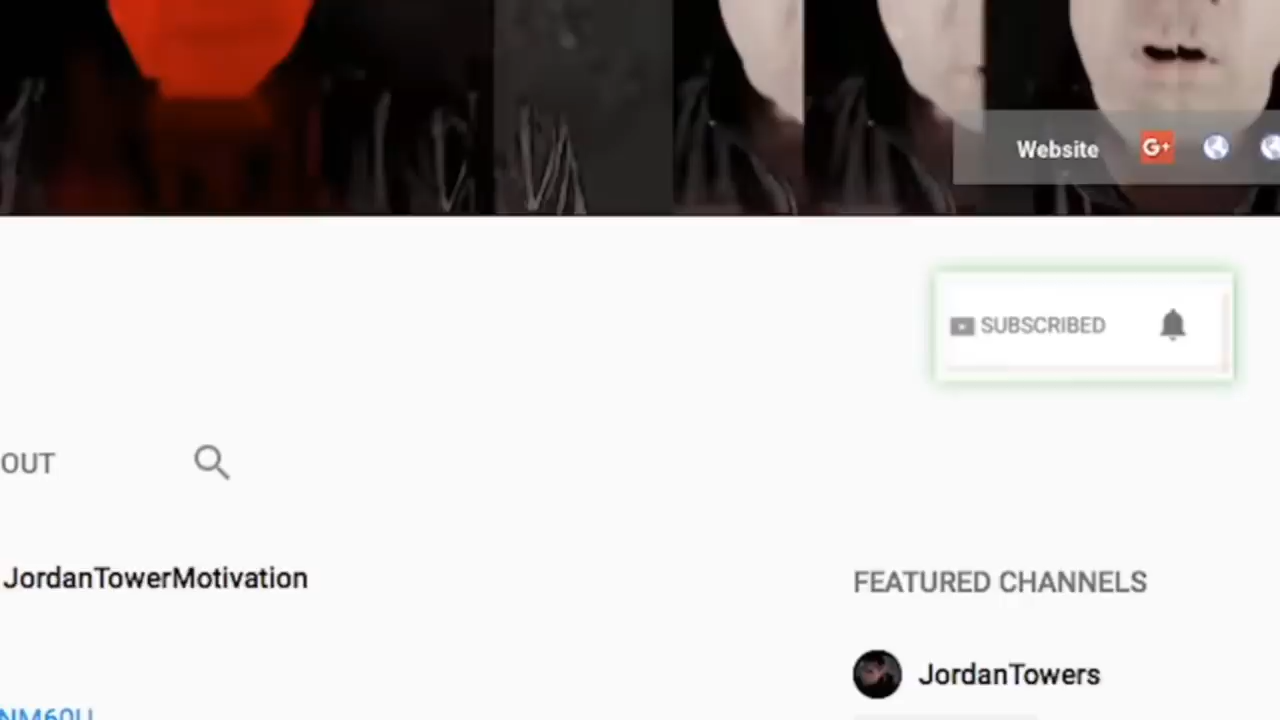 Website G+
SUBSCRIBED
OUT
JordanTowerMotivation
FEATURED CHANNELS
JordanTowers